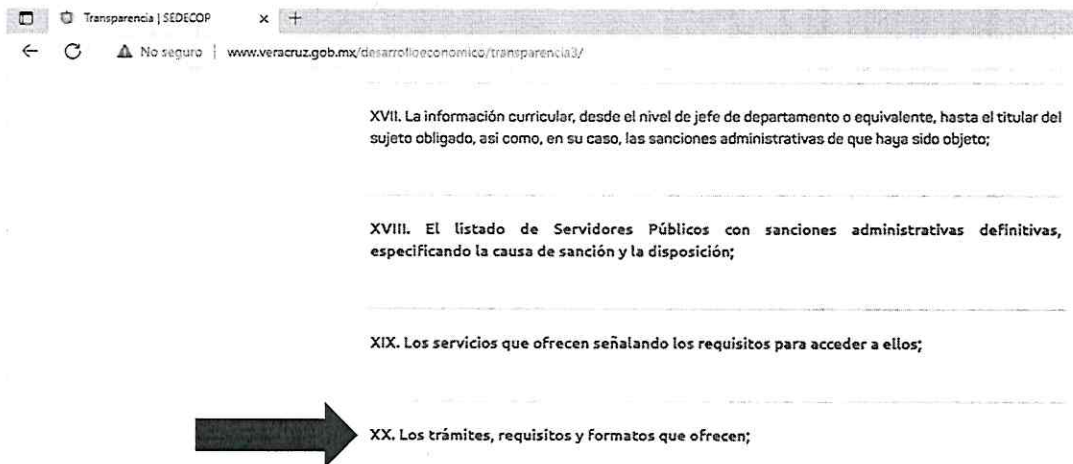 Transparencia | SEDECOP
No seguro | www.veracruz.gob.mx/desarrolloeconomico/transparencia3/
XVII. La información curricular, desde el nivel de jefe de departamento o equivalente, hasta el titular del
sujeto obligado, asi como, en su caso, las sanciones administrativas de que haya sido objeto;
XVIII. El listado de Servidores Públicos con sanciones administrativas definitivas,
especificando la causa de sanción y la disposición;
XIX. Los servicios que ofrecen señalando los requisitos para acceder a ellos;
XX. Los trámites, requisitos y formatos que ofrecen;